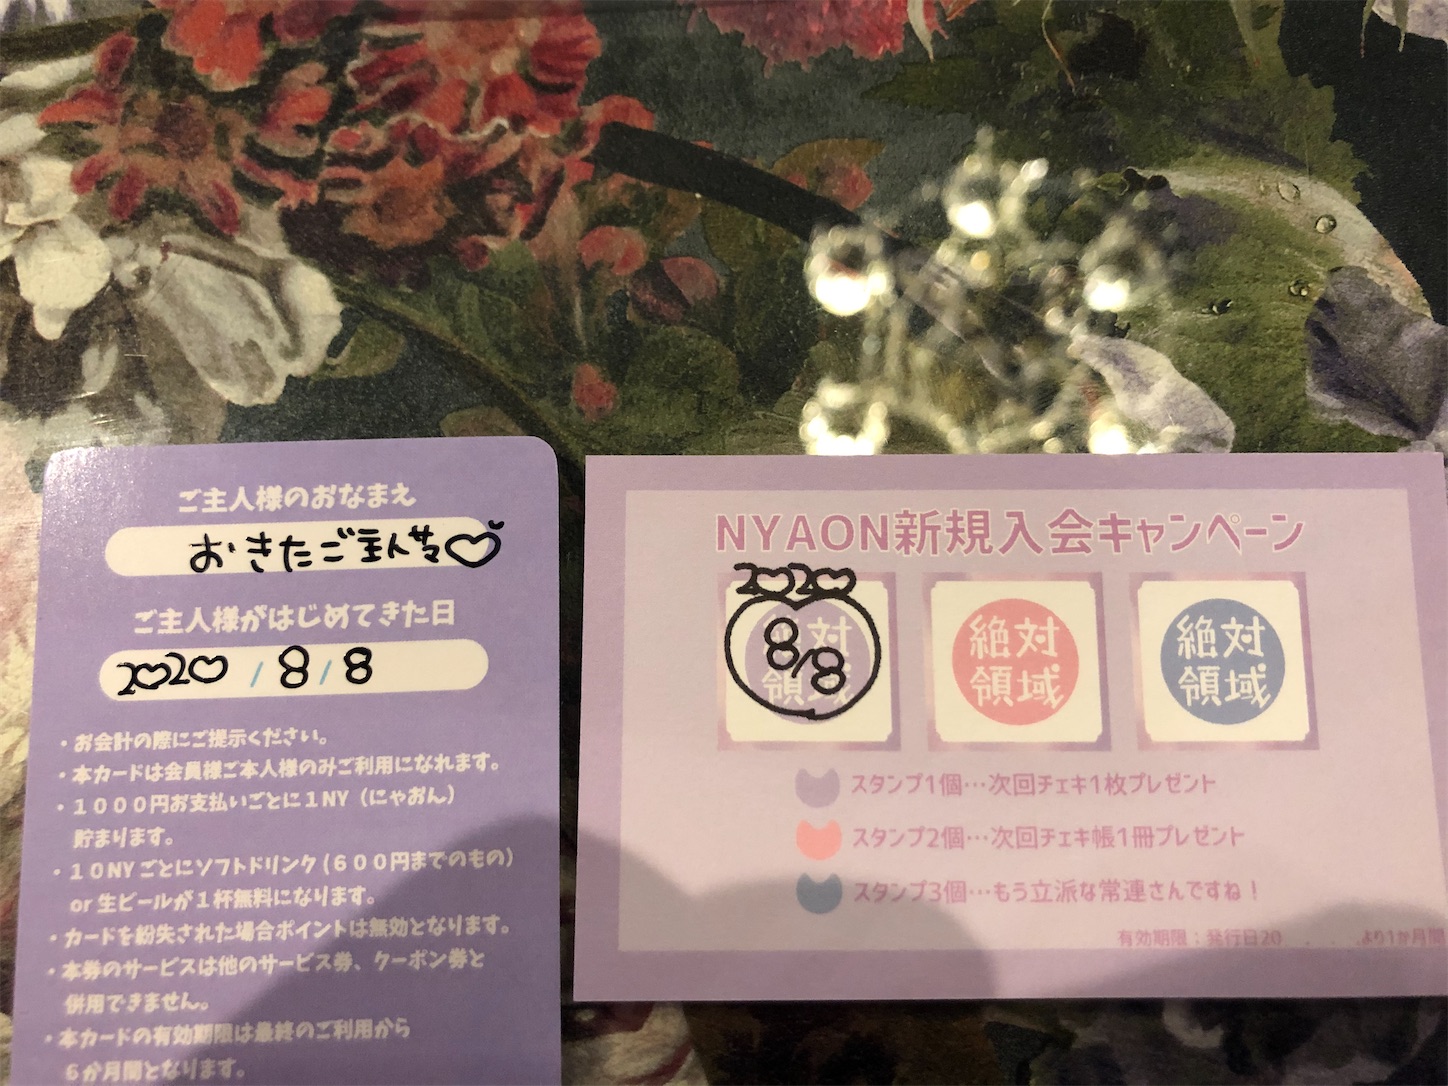 ご主人様のおなまえ
おきたご主人サマ♡
ご主人様がはじめてきた日
2020 / 8 / 8
・お会計の際にご提示ください。
・本カードは会員様ご本人様のみご利用になれます。
・１０００円お支払いごとに１NY（にゃおん）
貯まります。
・１０NYごとにソフトドリンク(６００円までのもの)
or 生ビールが１杯無料になります。
・カードを紛失された場合ポイントは無効となります。
・本券のサービスは他のサービス券、クーポン券と
併用できません。
・本カードの有効期限は最終のご利用から
６か月間となります。
NYAON新規入会キャンペーン
2020
8/8
絶対
領域
絶対
領域
絶対
領域
スタンプ1個…次回チェキ1枚プレゼント
スタンプ2個…次回チェキ帳1冊プレゼント
スタンプ3個…もう立派な常連さんですね！
有効期限：発行日20　.　.　.より1か月間